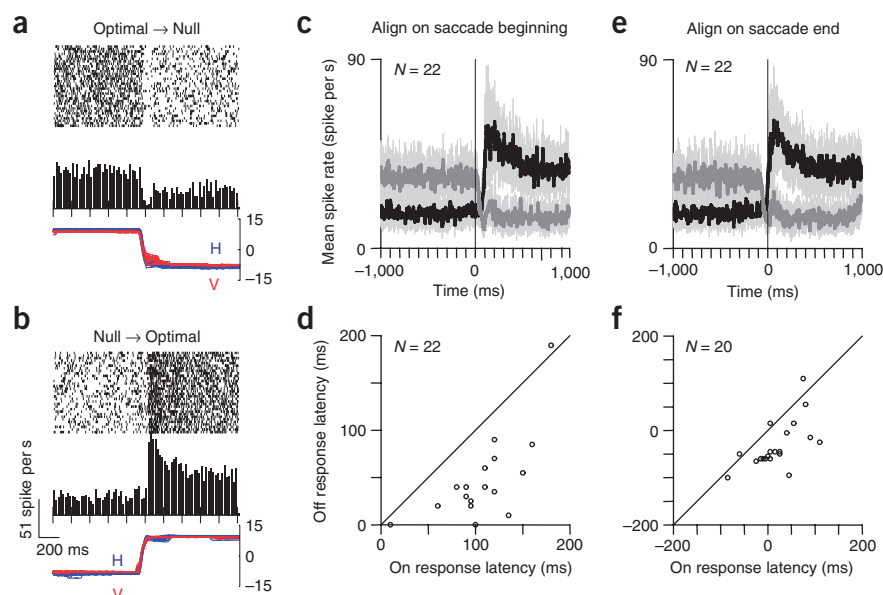 a
Optimal → Null
15
0
−15
H
V
b
Null → Optimal
51 spike per s
200 ms
15
0
−15
H
V
c
Align on saccade beginning
N = 22
Mean spike rate (spike per s)
90
0
−1,000
0
1,000
Time (ms)
d
N = 22
Off response latency (ms)
200
100
0
0
100
200
On response latency (ms)
e
Align on saccade end
N = 22
90
0
−1,000
0
1,000
Time (ms)
f
N = 20
200
100
0
−200
−200
−100
0
100
200
On response latency (ms)